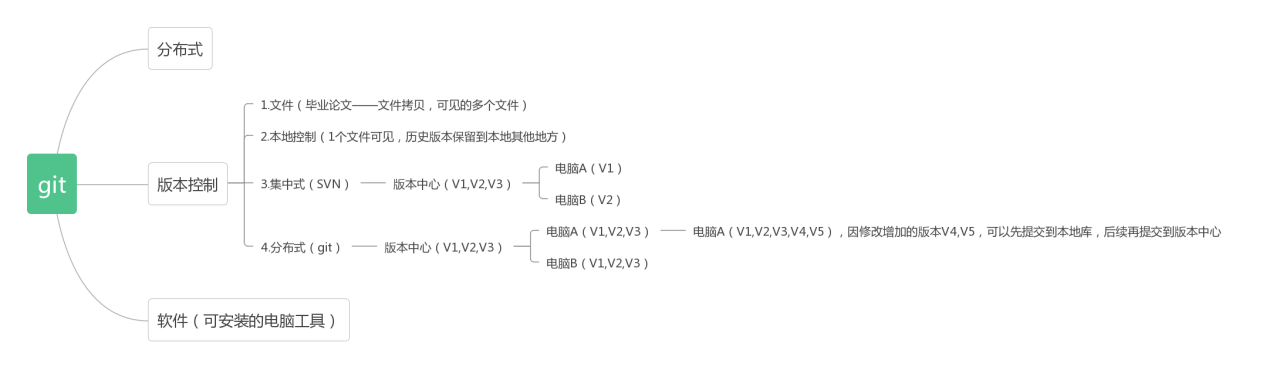 分布式
1.文件（毕业论文——文件拷贝，可见的多个文件）
2.本地控制（1个文件可见，历史版本保留到本地其他地方）
电脑A（V1）
git
版本控制
3.集中式（SVN）
版本中心（V1,V2,V3）
电脑B（V2）
电脑A（V1,V2,V3）
电脑A（V1,V2,V3,V4,V5），因修改增加的版本V4,V5，可以先提交到本地库，后续再提交到版本中心
4.分布式（git）
版本中心（V1,V2,V3）
电脑B（V1,V2,V3）
软件（可安装的电脑工具）